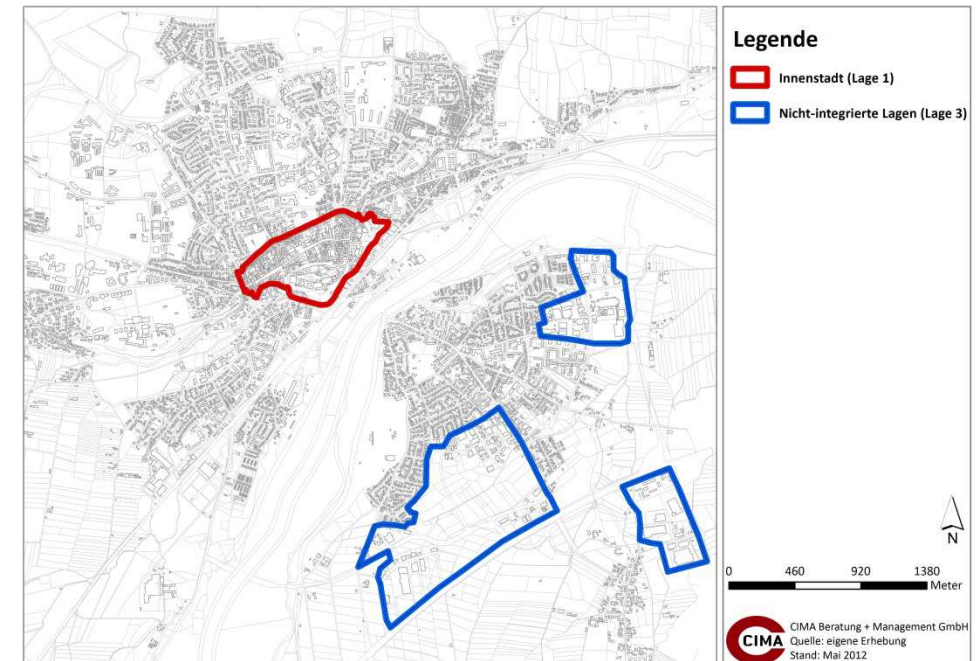 Legende
Innenstadt (Lage 1)
Nicht-integrierte Lagen (Lage 3)
N
0 460 920 1380
Meter
CIMA
CIMA Beratung + Management GmbH
Quelle: eigene Erhebung
Stand: Mai 2012